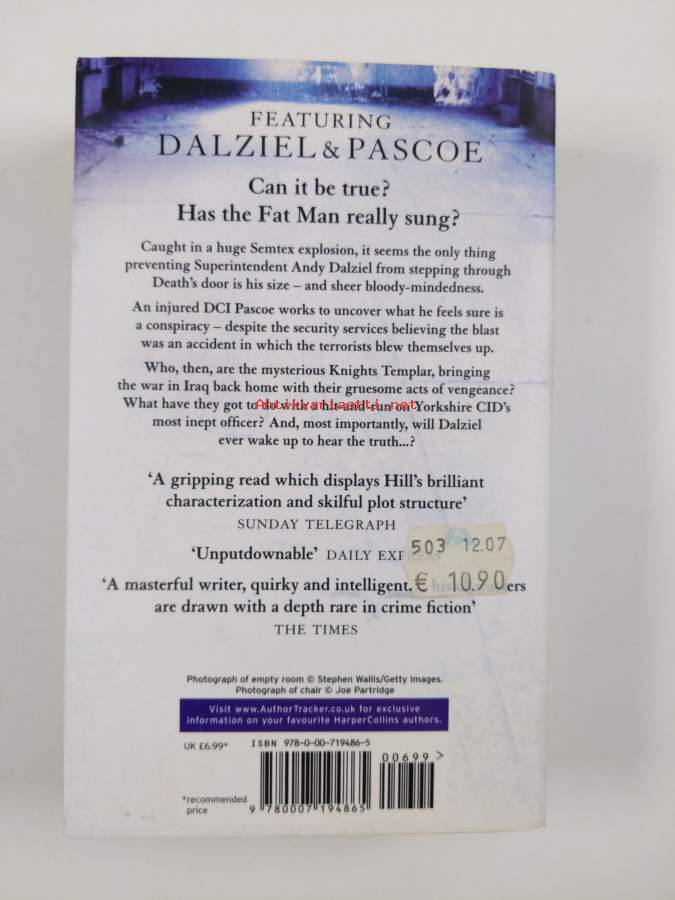 FEATURING
DALZIEL & PASCOE
Can it be true?
Has the Fat Man really sung?
Caught in a huge Semtex explosion, it seems the only thing
preventing Superintendent Andy Dalziel from stepping through
Death's door is his size – and sheer bloody-mindedness.
An injured DCI Pascoe works to uncover what he feels sure is
a conspiracy – despite the security services believing the blast
was an accident in which the terrorists blew themselves up.
Who, then, are the mysterious Knights Templar, bringing
the war in Iraq back home with their gruesome acts of vengeance?
What have they got to do with a hit-and-run on Yorkshire CID's
Antikvariaatti.net
most inept officer? And, most importantly, will Dalziel
ever wake up to hear the truth...?
'A gripping read which displays Hill's brilliant
characterization and skilful plot structure'
SUNDAY TELEGRAPH
'Unputdownable' DAILY
503 12.07
€ 10.90
'A masterful writer, quirky and intelligent.
are drawn with a depth rare in crime fiction'
THE TIMES
Photograph of empty room © Stephen Wallis/Getty Images.
Photograph of chair © Joe Partridge
Visit www.AuthorTracker.co.uk for exclusive
information on your favourite HarperCollins authors.
UK £6.99*
ISBN 978-0-00-719486-5
00699 >
*recommended
price
9 780007 194865